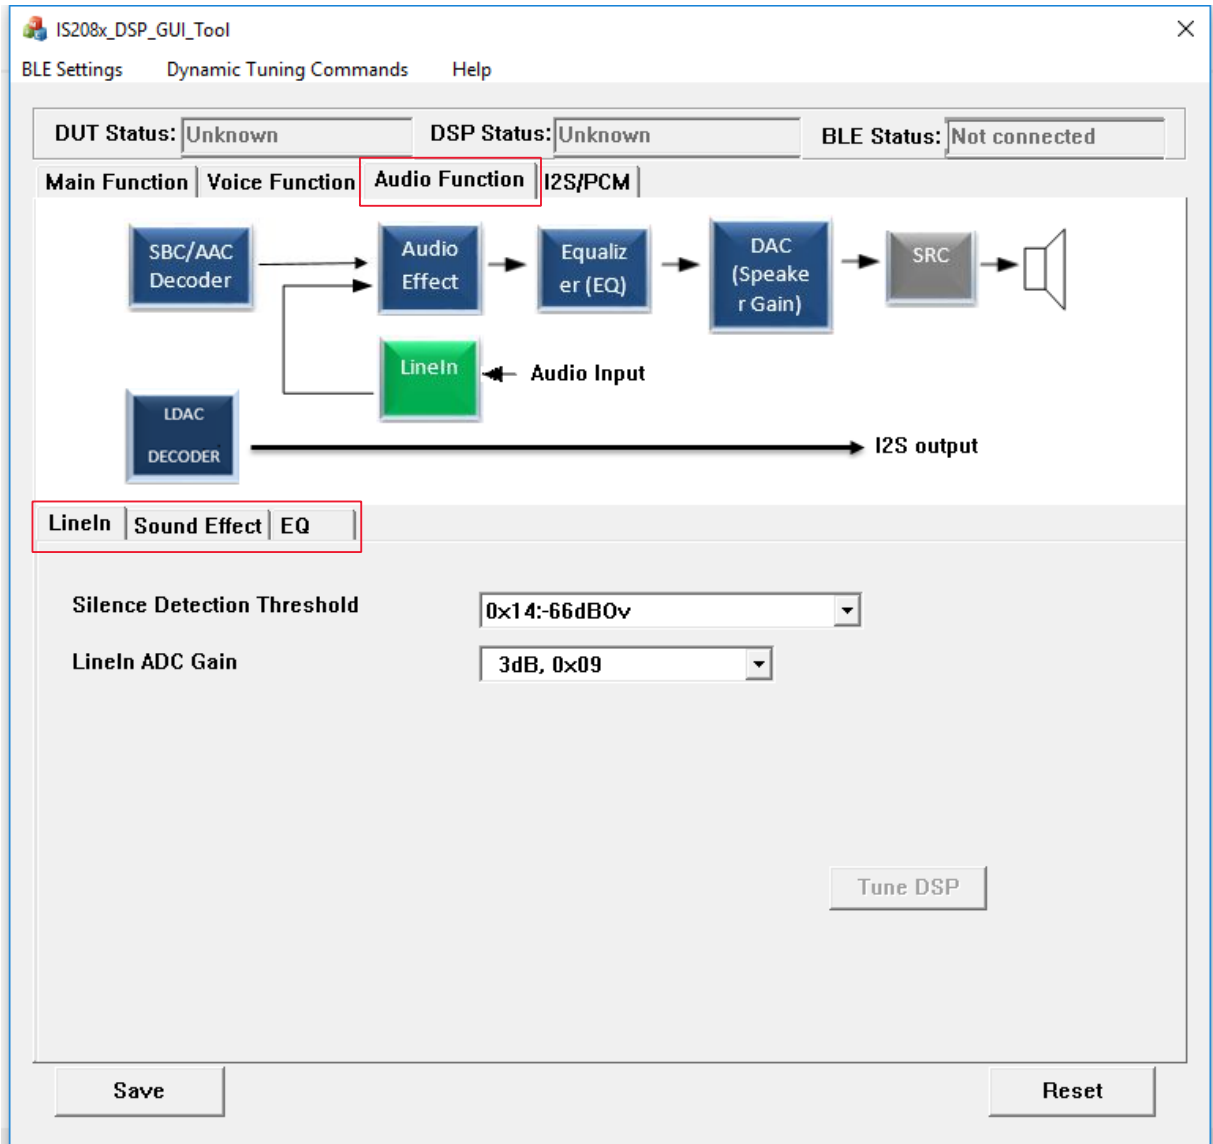 IS208x_DSP_GUI_Tool
BLE Settings Dynamic Tuning Commands Help
DUT Status: Unknown DSP Status: Unknown BLE Status: Not connected
Main Function Voice Function Audio Function I2S/PCM
SBC/AAC
Decoder
Audio
Effect
Equaliz
er (EQ)
DAC
(Speake
r Gain)
SRC
LineIn
Audio Input
LDAC
DECODER
I2S output
LineIn Sound Effect EQ
Silence Detection Threshold 0x14:-66dBOv
LineIn ADC Gain 3dB, 0x09
Tune DSP
Save Reset